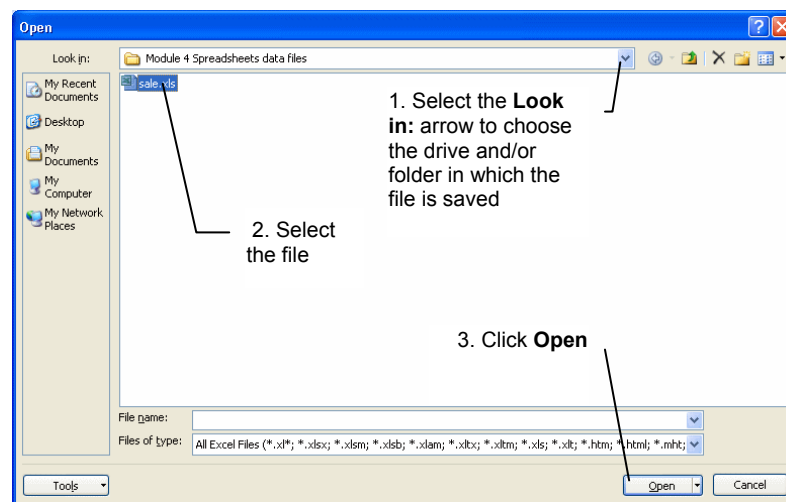 Open
Look in:
Module 4 Spreadsheets data files
My Recent
Documents
Desktop
My
Documents
My
Computer
My Network
Places
sale.xls
1. Select the Look
in: arrow to choose
the drive and/or
folder in which the
file is saved
2. Select
the file
3. Click Open
File name:
Files of type:
All Excel Files (*.xl*; *.xlsx; *.xlsm; *.xlsb; *.xlam; *.xltx; *.xltm; *.xls; *.xlt; *.htm; *.html; *.mht;
Tools
Open
Cancel